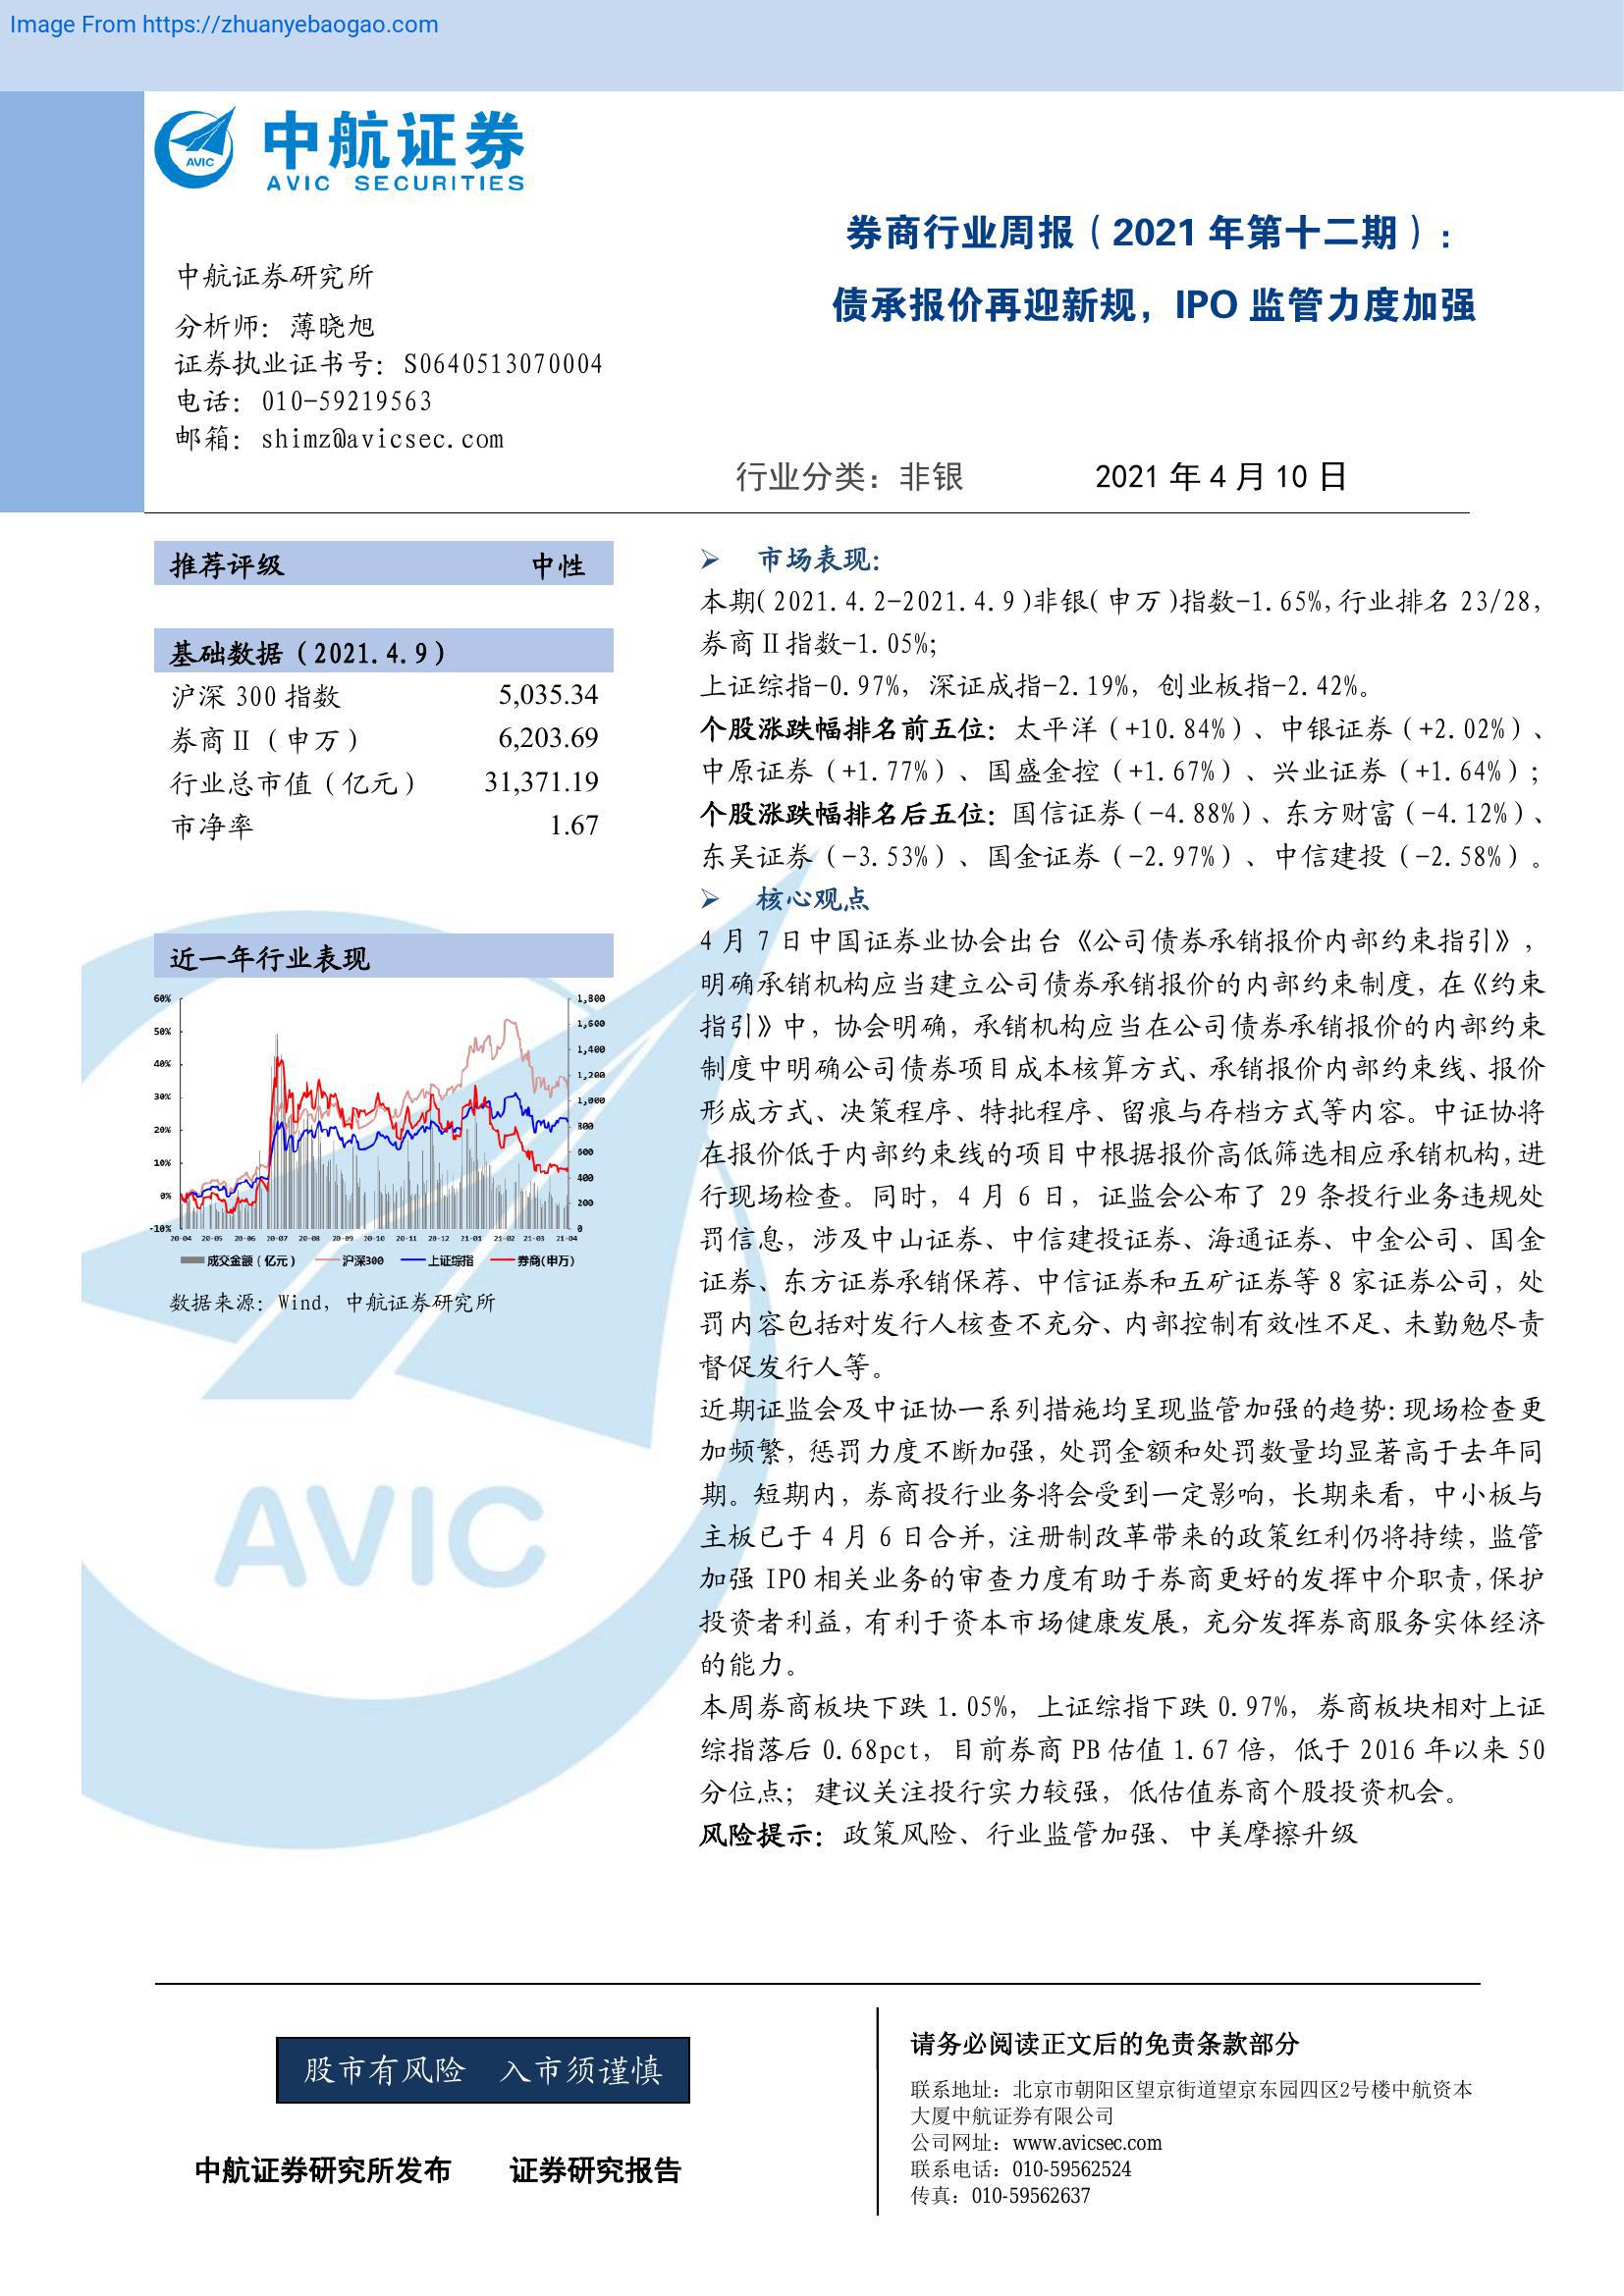 Image From https://zhuanyebaogao.com
AVIC
中航证券
AVIC SECURITIES
券商行业周报（2021 年第十二期）:
债承报价再迎新规，IPO 监管力度加强
中航证券研究所
分析师：薄晓旭
证券执业证书号：S0640513070004
电话：010-59219563
邮箱：shimz@avicsec.com
行业分类：非银 2021 年 4 月 10 日
推荐评级 中性
基础数据（2021.4.9）
沪深 300 指数 5,035.34
券商Ⅱ（申万） 6,203.69
行业总市值（亿元） 31,371.19
市净率 1.67
近一年行业表现
60%
50%
40%
30%
20%
10%
0%
-10%
1,800
1,600
1,400
1,200
1,000
800
600
400
200
0
20-04 20-05 20-06 20-07 20-08 20-09 20-10 20-11 20-12 21-01 21-02 21-03 21-04
成交金额（亿元） 沪深300 上证综指 券商(申万)
数据来源：Wind，中航证券研究所
AVIC
➢ 市场表现：
本期(2021.4.2-2021.4.9)非银(申万)指数-1.65%,行业排名 23/28，
券商Ⅱ指数-1.05%;
上证综指-0.97%，深证成指-2.19%，创业板指-2.42%。
个股涨跌幅排名前五位：太平洋（+10.84%）、中银证券（+2.02%）、
中原证券（+1.77%）、国盛金控（+1.67%）、兴业证券（+1.64%）;
个股涨跌幅排名后五位：国信证券（-4.88%）、东方财富（-4.12%）、
东吴证券（-3.53%）、国金证券（-2.97%）、中信建投（-2.58%）。
➢ 核心观点
4 月 7 日中国证券业协会出台《公司债券承销报价内部约束指引》，
明确承销机构应当建立公司债券承销报价的内部约束制度，在《约束
指引》中，协会明确，承销机构应当在公司债券承销报价的内部约束
制度中明确公司债券项目成本核算方式、承销报价内部约束线、报价
形成方式、决策程序、特批程序、留痕与存档方式等内容。中证协将
在报价低于内部约束线的项目中根据报价高低筛选相应承销机构,进
行现场检查。同时，4 月 6 日，证监会公布了 29 条投行业务违规处
罚信息，涉及中山证券、中信建投证券、海通证券、中金公司、国金
证券、东方证券承销保荐、中信证券和五矿证券等 8 家证券公司，处
罚内容包括对发行人核查不充分、内部控制有效性不足、未勤勉尽责
督促发行人等。
近期证监会及中证协一系列措施均呈现监管加强的趋势:现场检查更
加频繁，惩罚力度不断加强，处罚金额和处罚数量均显著高于去年同
期。短期内，券商投行业务将会受到一定影响，长期来看，中小板与
主板已于 4 月 6 日合并，注册制改革带来的政策红利仍将持续，监管
加强 IPO 相关业务的审查力度有助于券商更好的发挥中介职责,保护
投资者利益，有利于资本市场健康发展，充分发挥券商服务实体经济
的能力。
本周券商板块下跌 1.05%，上证综指下跌 0.97%，券商板块相对上证
综指落后 0.68pct，目前券商 PB 估值 1.67 倍，低于 2016 年以来 50
分位点；建议关注投行实力较强，低估值券商个股投资机会。
风险提示：政策风险、行业监管加强、中美摩擦升级
股市有风险 入市须谨慎
中航证券研究所发布 证券研究报告
请务必阅读正文后的免责条款部分
联系地址：北京市朝阳区望京街道望京东园四区2号楼中航资本
大厦中航证券有限公司
公司网址：www.avicsec.com
联系电话：010-59562524
传真：010-59562637